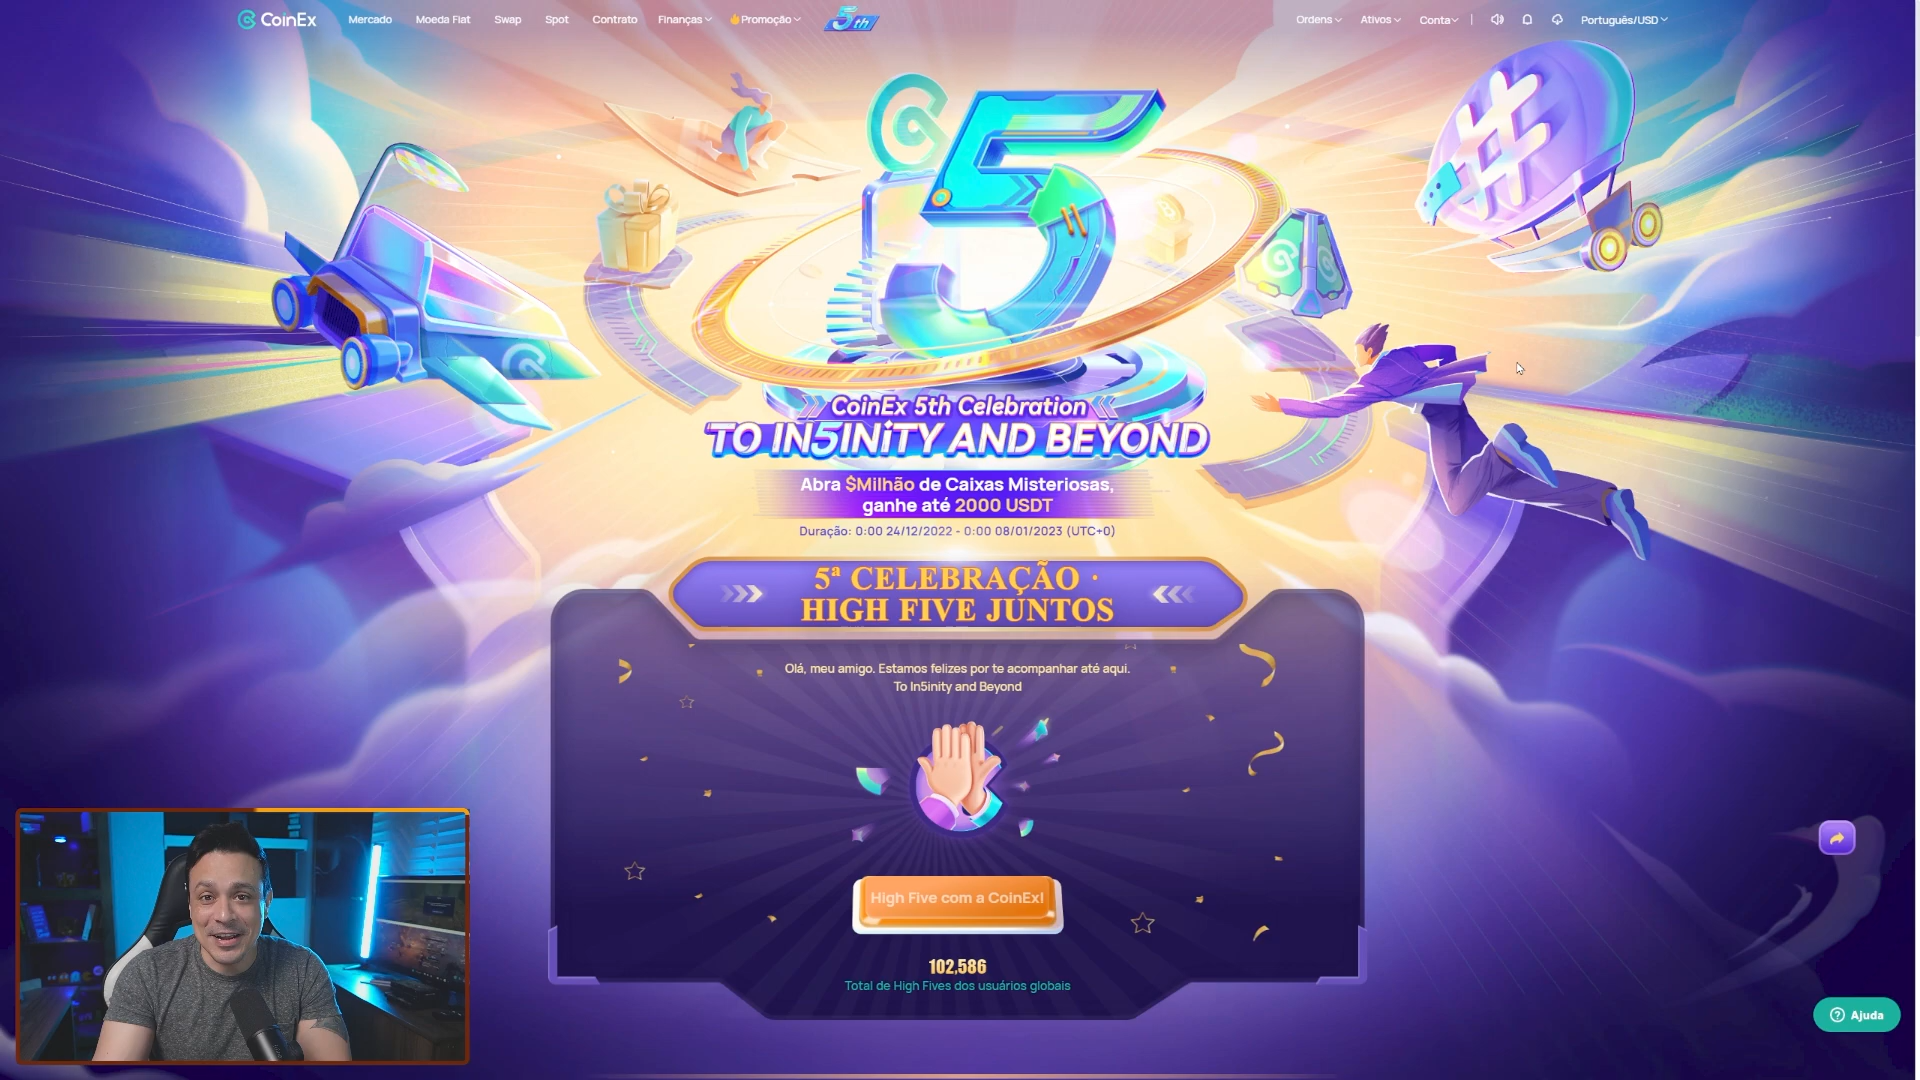 CoinEx
Mercado
Moeda Fiat
Swap
Spot
Contrato
Finanças
Promoção
5th
Ordens
Ativos
Conta
Português/USD
5
#
CoinEx 5th Celebration
TO IN5INiTY AND BEYOND
Abra $Milhão de Caixas Misteriosas,
ganhe até 2000 USDT
Duração: 0:00 24/12/2022 - 0:00 08/01/2023 (UTC+0)
5ª CELEBRAÇÃO ·
HIGH FIVE JUNTOS
Olá, meu amigo. Estamos felizes por te acompanhar até aqui.
To In5inity and Beyond
High Five com a CoinEx!
102,586
Total de High Fives dos usuários globais
Ajuda